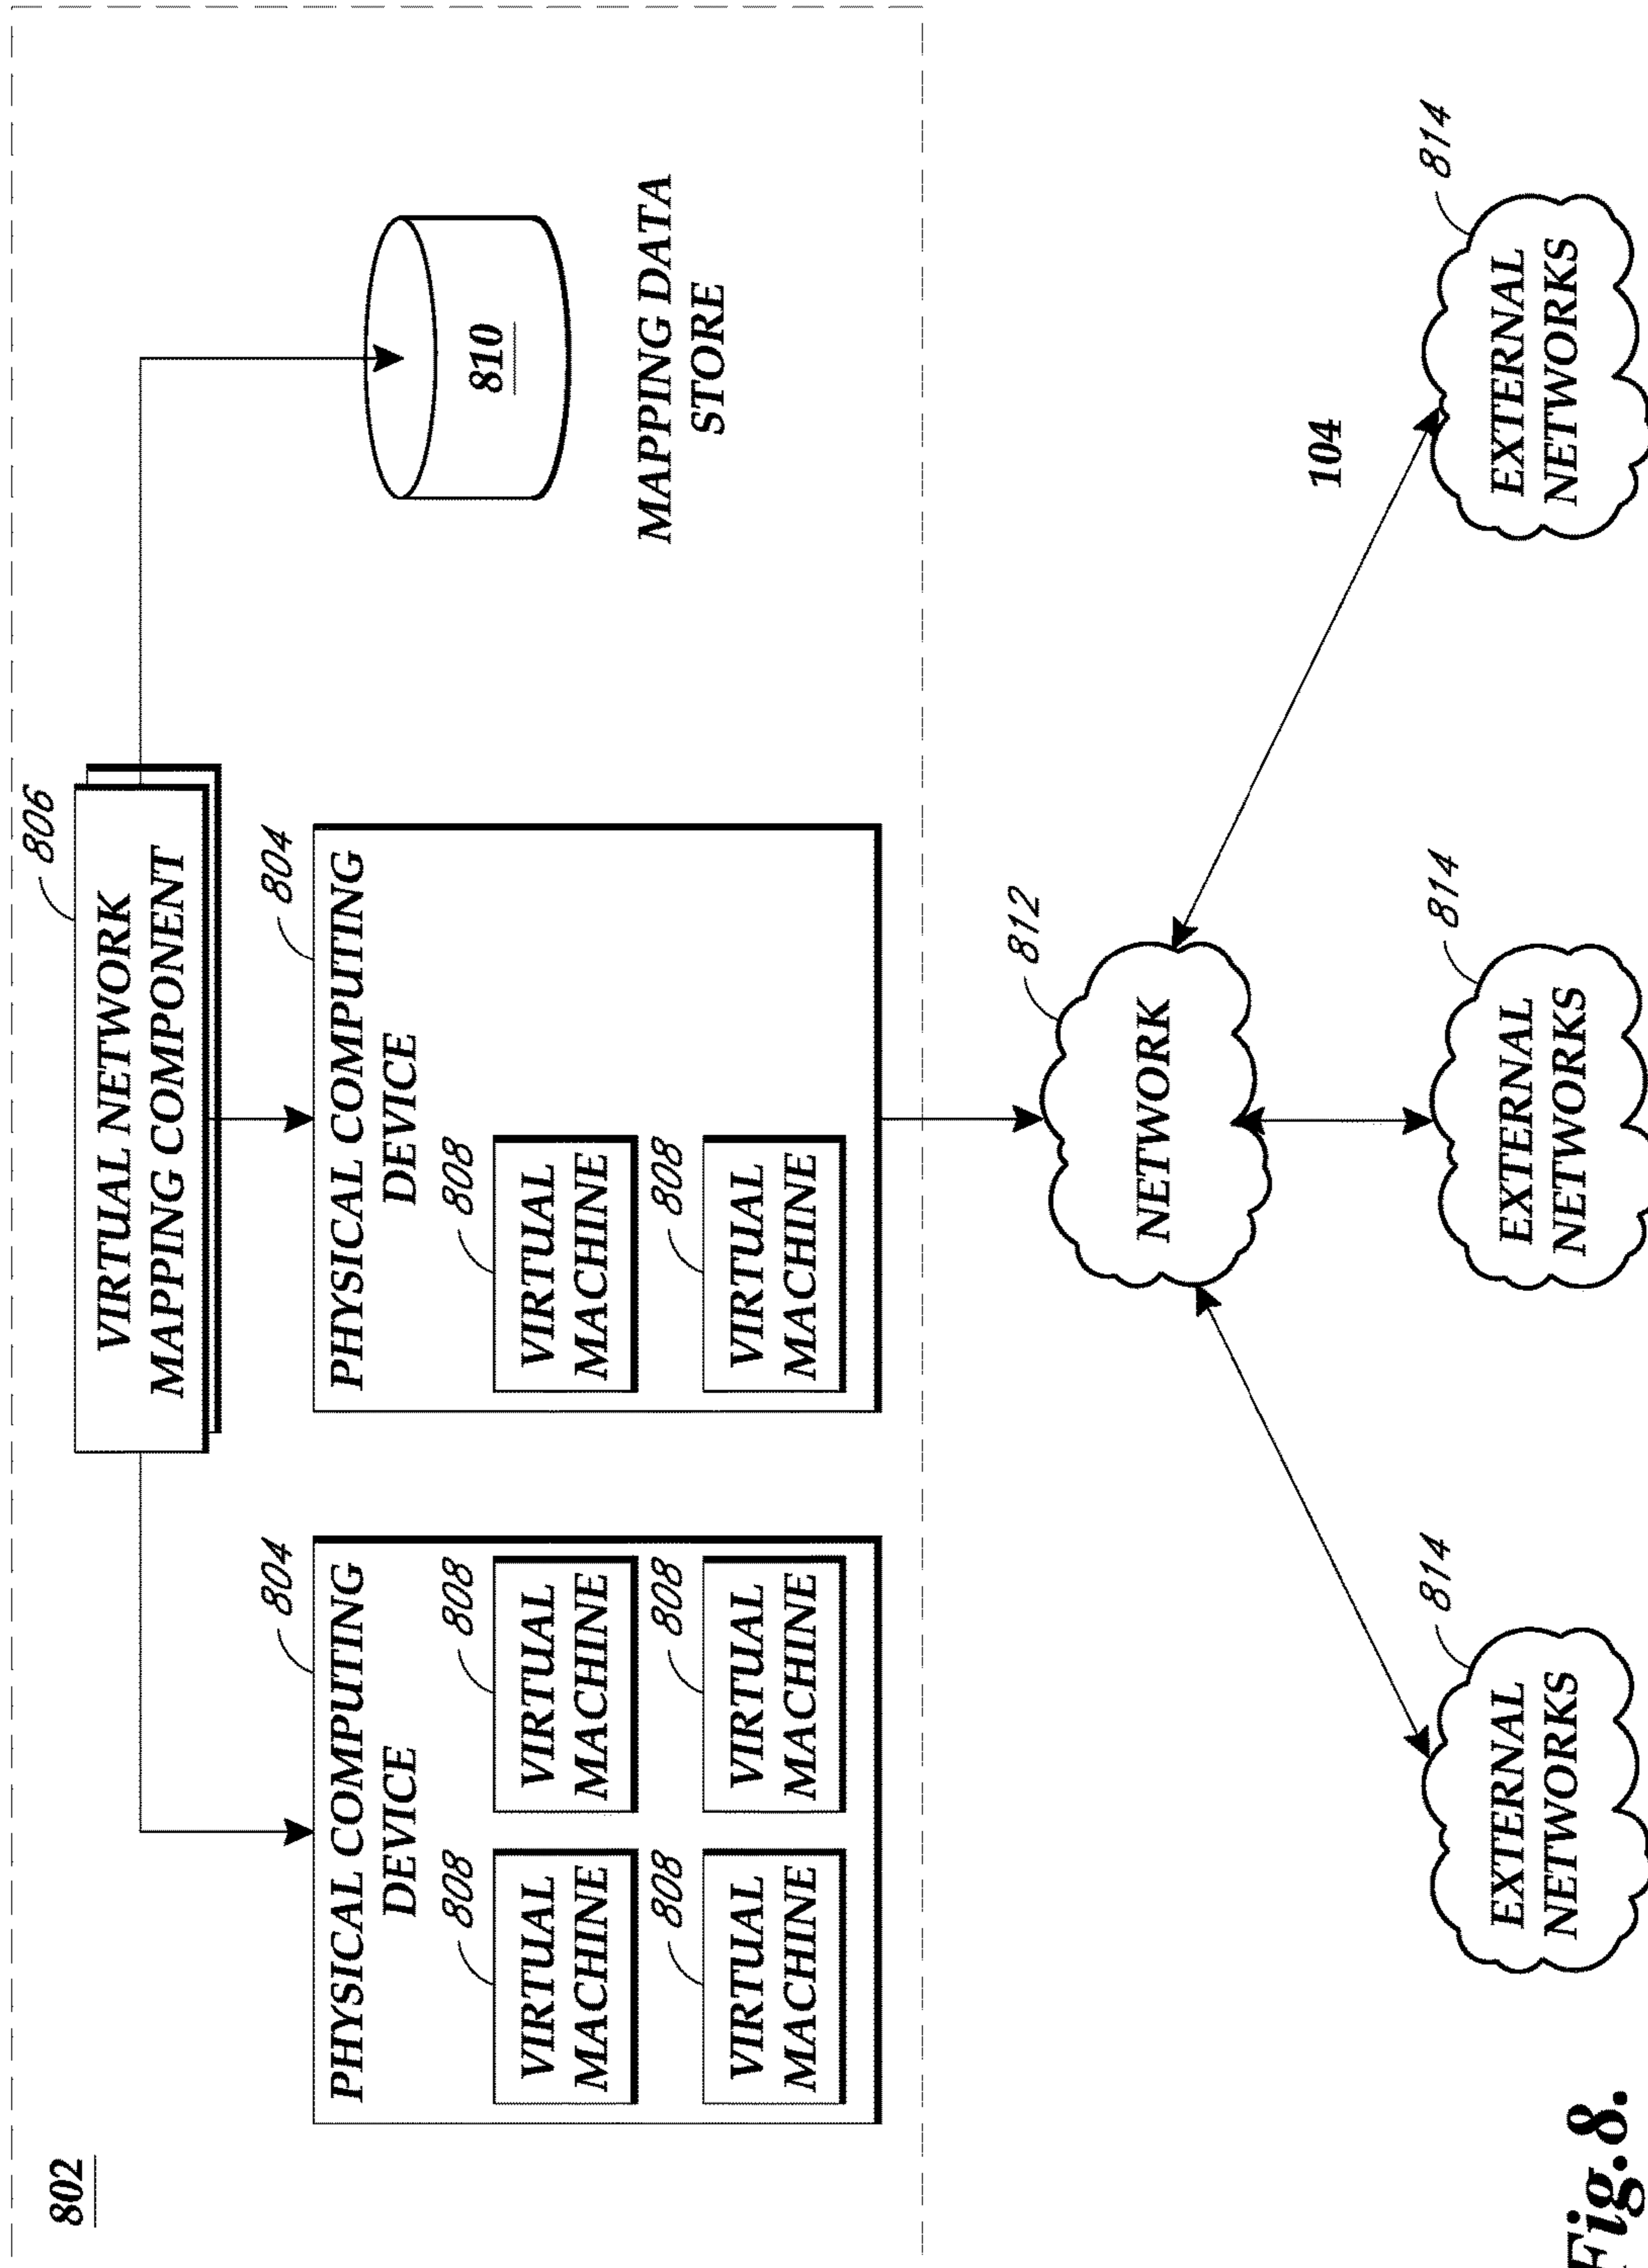 802
806
VIRTUAL NETWORK
MAPPING COMPONENT
804
PHYSICAL COMPUTING
DEVICE
808
VIRTUAL
MACHINE
808
VIRTUAL
MACHINE
808
VIRTUAL
MACHINE
808
VIRTUAL
MACHINE
804
PHYSICAL COMPUTING
DEVICE
808
VIRTUAL
MACHINE
808
VIRTUAL
MACHINE
810
MAPPING DATA
STORE
812
NETWORK
104
814
EXTERNAL
NETWORKS
814
EXTERNAL
NETWORKS
814
EXTERNAL
NETWORKS
Fig.8.